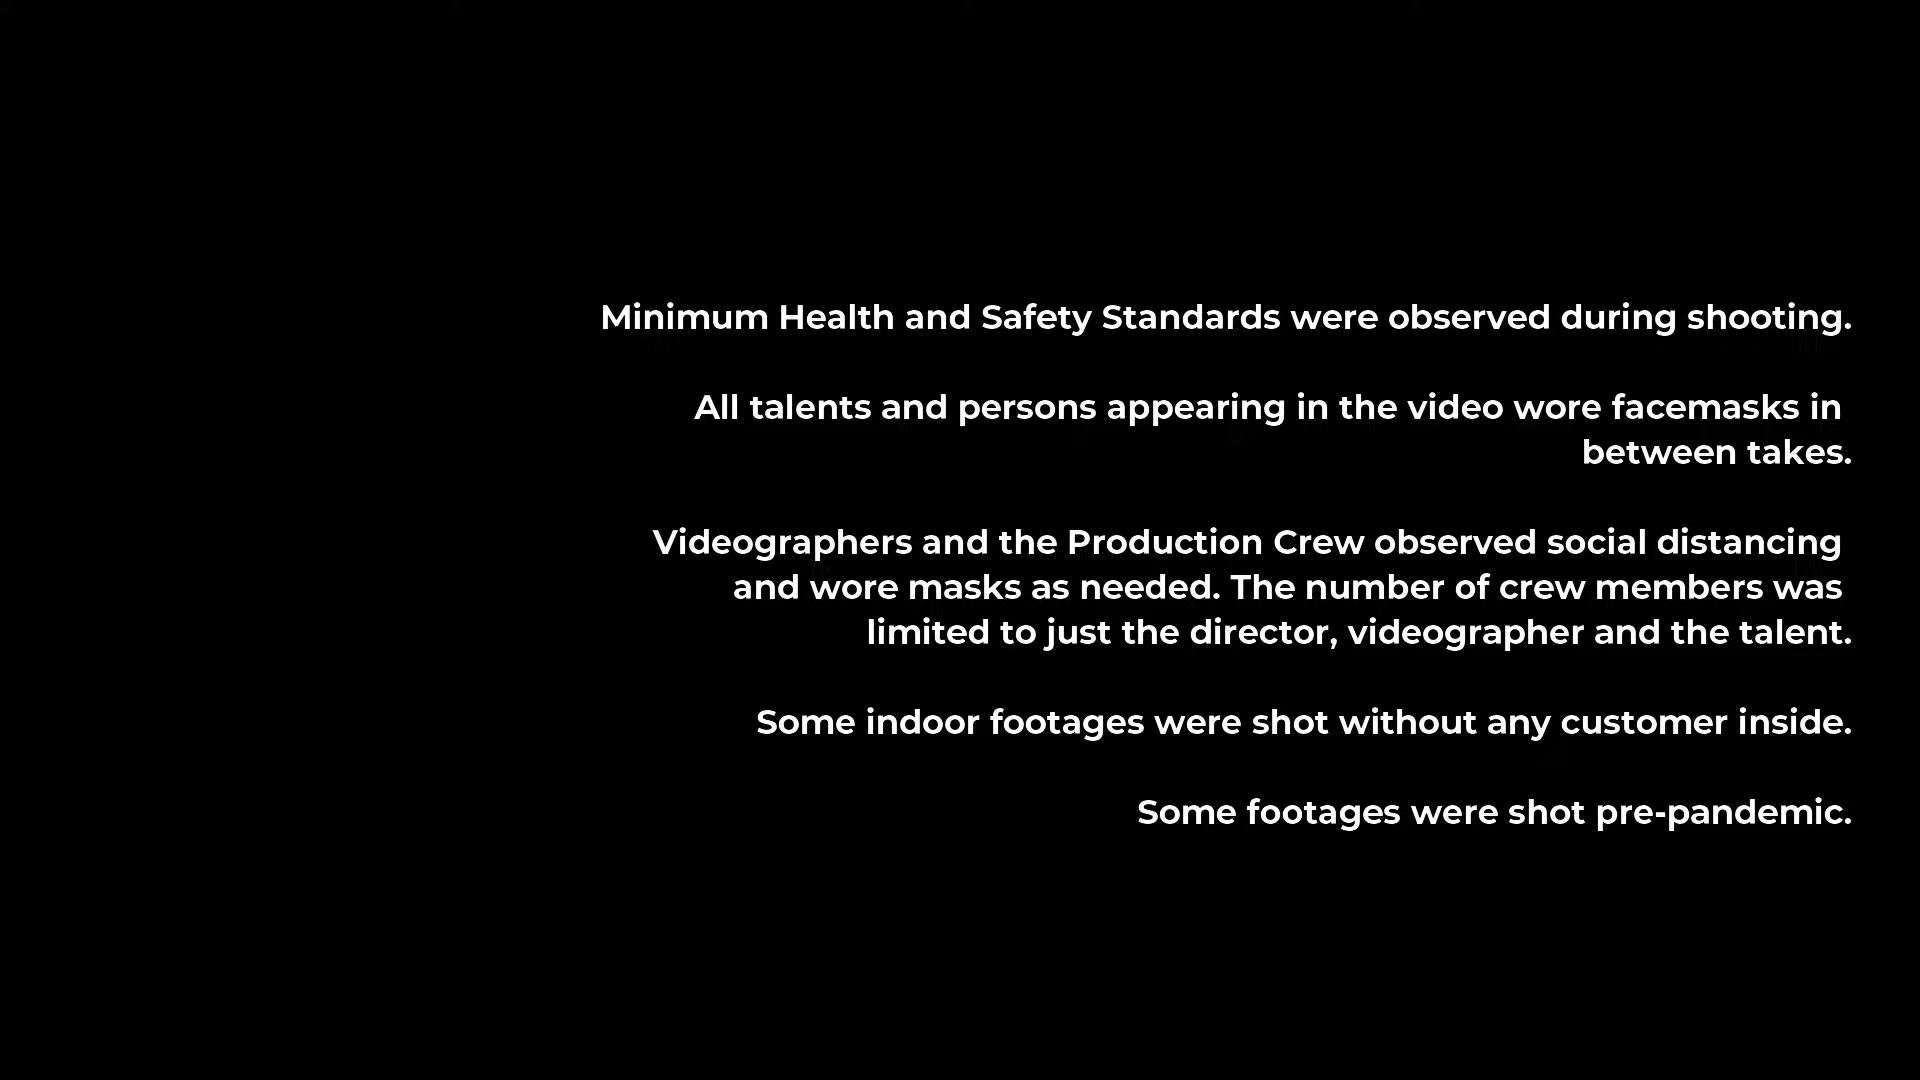 Minimum Health and Safety Standards were observed during shooting.
All talents and persons appearing in the video wore facemasks in
between takes.
Videographers and the Production Crew observed social distancing
and wore masks as needed. The number of crew members was
limited to just the director, videographer and the talent.
Some indoor footages were shot without any customer inside.
Some footages were shot pre-pandemic.